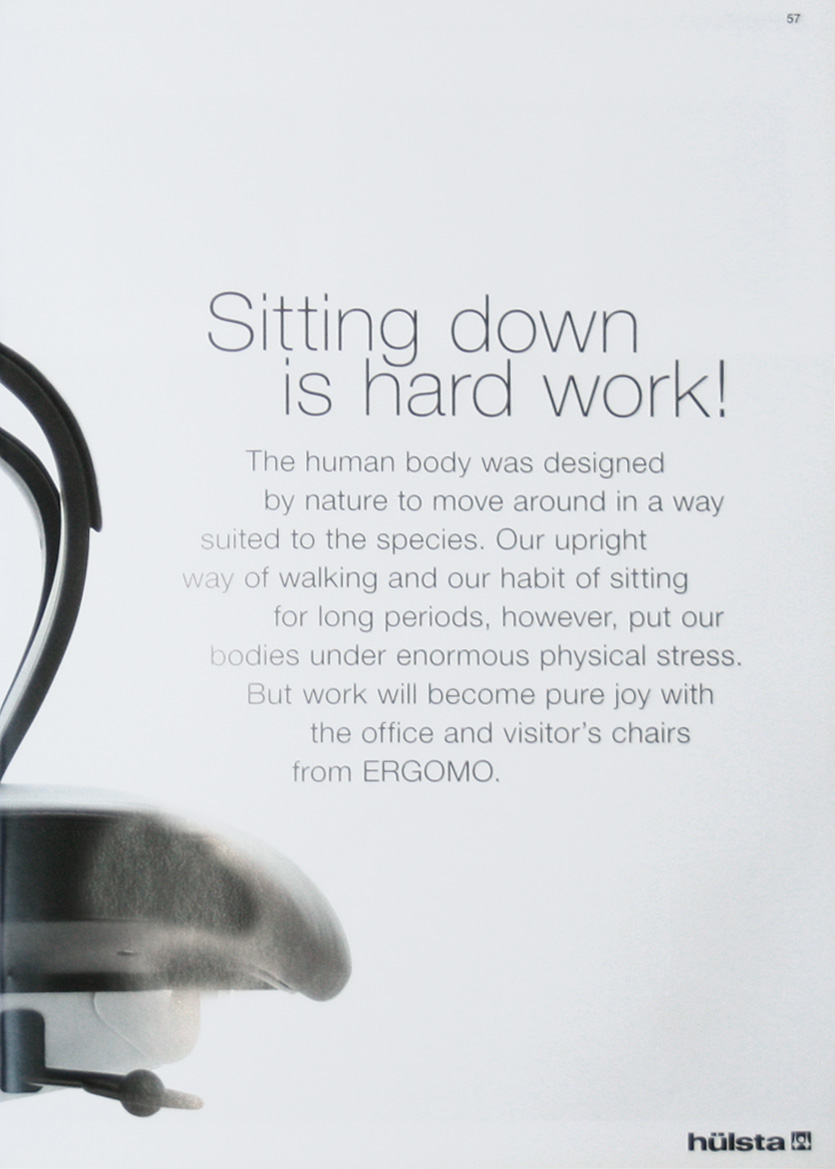 57
Sitting down
is hard work!
The human body was designed
by nature to move around in a way
suited to the species. Our upright
way of walking and our habit of sitting
for long periods, however, put our
bodies under enormous physical stress.
But work will become pure joy with
the office and visitor's chairs
from ERGOMO.
hülsta